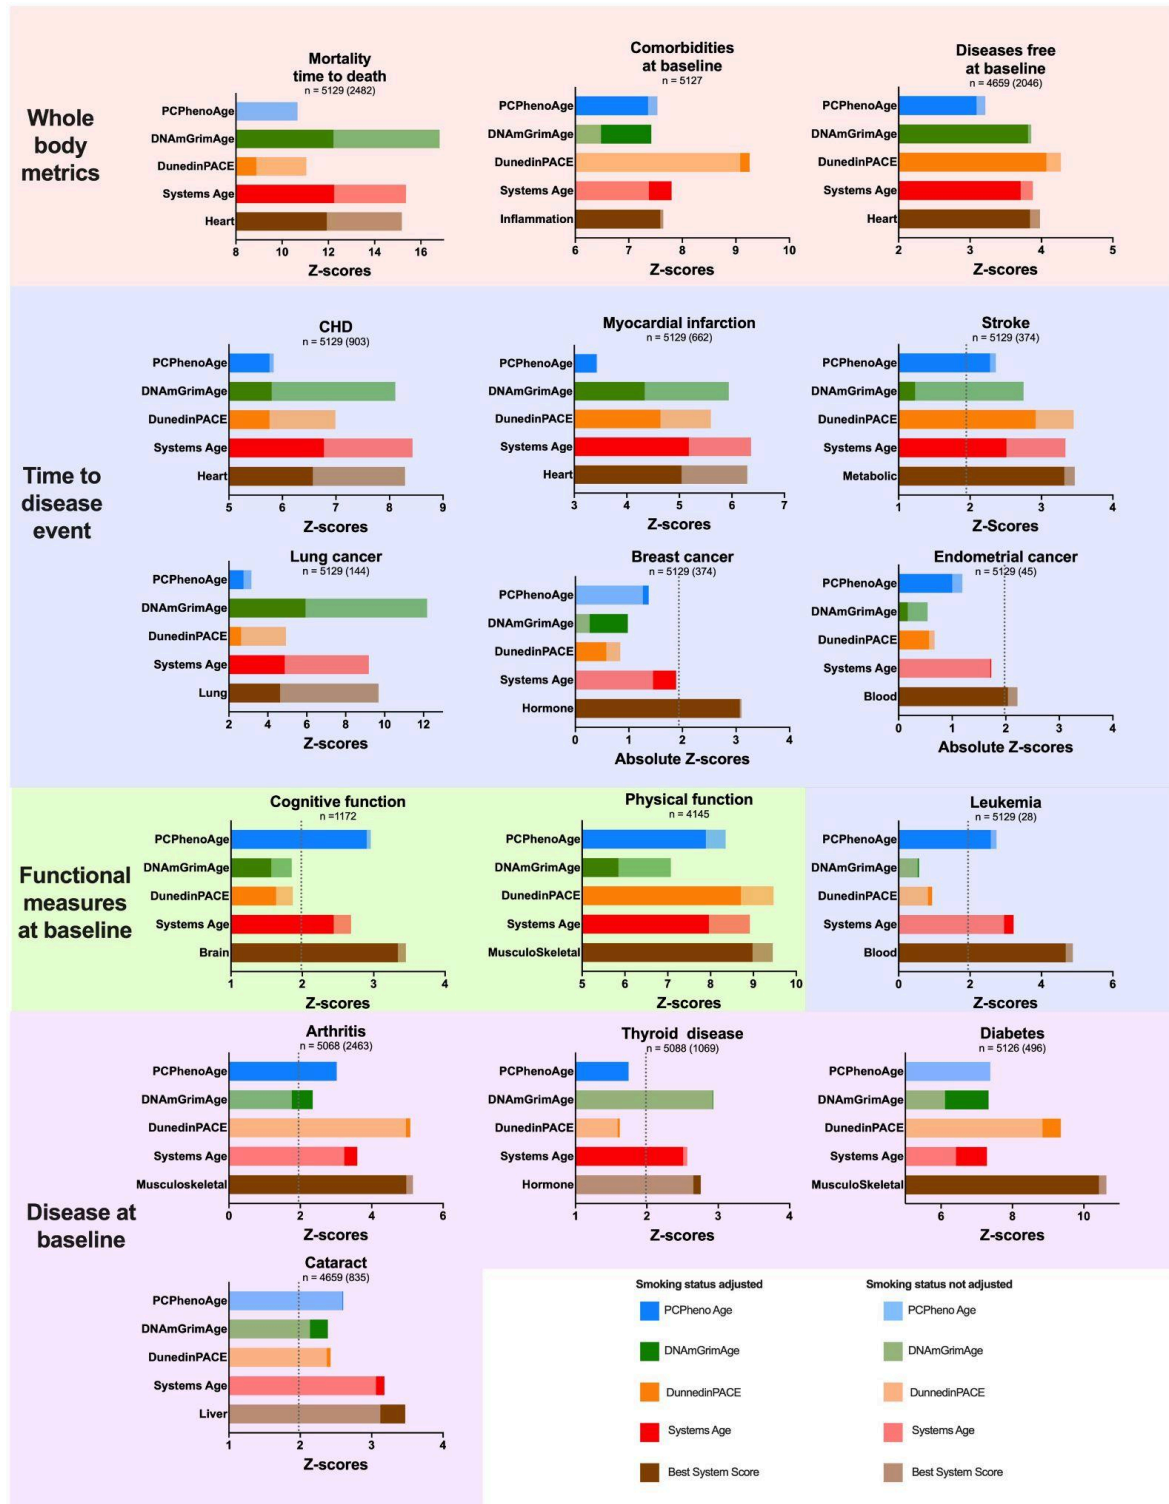 Whole
body
metrics
Mortality
time to death
n = 5129 (2482)
PCPhenoAge
DNAmGrimAge
DunedinPACE
Systems Age
Heart
8 10 12 14 16
Z-scores
Comorbidities
at baseline
n = 5127
PCPhenoAge
DNAmGrimAge
DunedinPACE
Systems Age
Inflammation
6 7 8 9 10
Z-scores
Diseases free
at baseline
n = 4659 (2046)
PCPhenoAge
DNAmGrimAge
DunedinPACE
Systems Age
Heart
2 3 4 5
Z-scores
Time to
disease
event
CHD
n = 5129 (903)
PCPhenoAge
DNAmGrimAge
DunedinPACE
Systems Age
Heart
5 6 7 8 9
Z-scores
Myocardial infarction
n = 5129 (662)
PCPhenoAge
DNAmGrimAge
DunedinPACE
Systems Age
Heart
3 4 5 6 7
Z-scores
Stroke
n = 5129 (374)
PCPhenoAge
DNAmGrimAge
DunedinPACE
Systems Age
Metabolic
1 2 3 4
Z-Scores
Lung cancer
n = 5129 (144)
PCPhenoAge
DNAmGrimAge
DunedinPACE
Systems Age
Lung
2 4 6 8 10 12
Z-scores
Breast cancer
n = 5129 (374)
PCPhenoAge
DNAmGrimAge
DunedinPACE
Systems Age
Hormone
0 1 2 3 4
Absolute Z-scores
Endometrial cancer
n = 5129 (45)
PCPhenoAge
DNAmGrimAge
DunedinPACE
Systems Age
Blood
0 1 2 3 4
Absolute Z-scores
Functional
measures
at baseline
Cognitive function
n =1172
PCPhenoAge
DNAmGrimAge
DunedinPACE
Systems Age
Brain
1 2 3 4
Z-scores
Physical function
n = 4145
PCPhenoAge
DNAmGrimAge
DunedinPACE
Systems Age
MusculoSkeletal
5 6 7 8 9 10
Z-scores
Leukemia
n = 5129 (28)
PCPhenoAge
DNAmGrimAge
DunedinPACE
Systems Age
Blood
0 2 4 6
Z-scores
Disease at
baseline
Arthritis
n = 5068 (2463)
PCPhenoAge
DNAmGrimAge
DunedinPACE
Systems Age
Musculoskeletal
0 2 4 6
Z-scores
Thyroid disease
n = 5088 (1069)
PCPhenoAge
DNAmGrimAge
DunedinPACE
Systems Age
Hormone
1 2 3 4
Z-scores
Diabetes
n = 5126 (496)
PCPhenoAge
DNAmGrimAge
DunedinPACE
Systems Age
MusculoSkeletal
6 8 10
Z-scores
Cataract
n = 4659 (835)
PCPhenoAge
DNAmGrimAge
DunedinPACE
Systems Age
Liver
1 2 3 4
Z-scores
Smoking status adjusted
PCPheno Age
DNAmGrimAge
DunnedinPACE
Systems Age
Best System Score
Smoking status not adjusted
PCPheno Age
DNAmGrimAge
DunnedinPACE
Systems Age
Best System Score